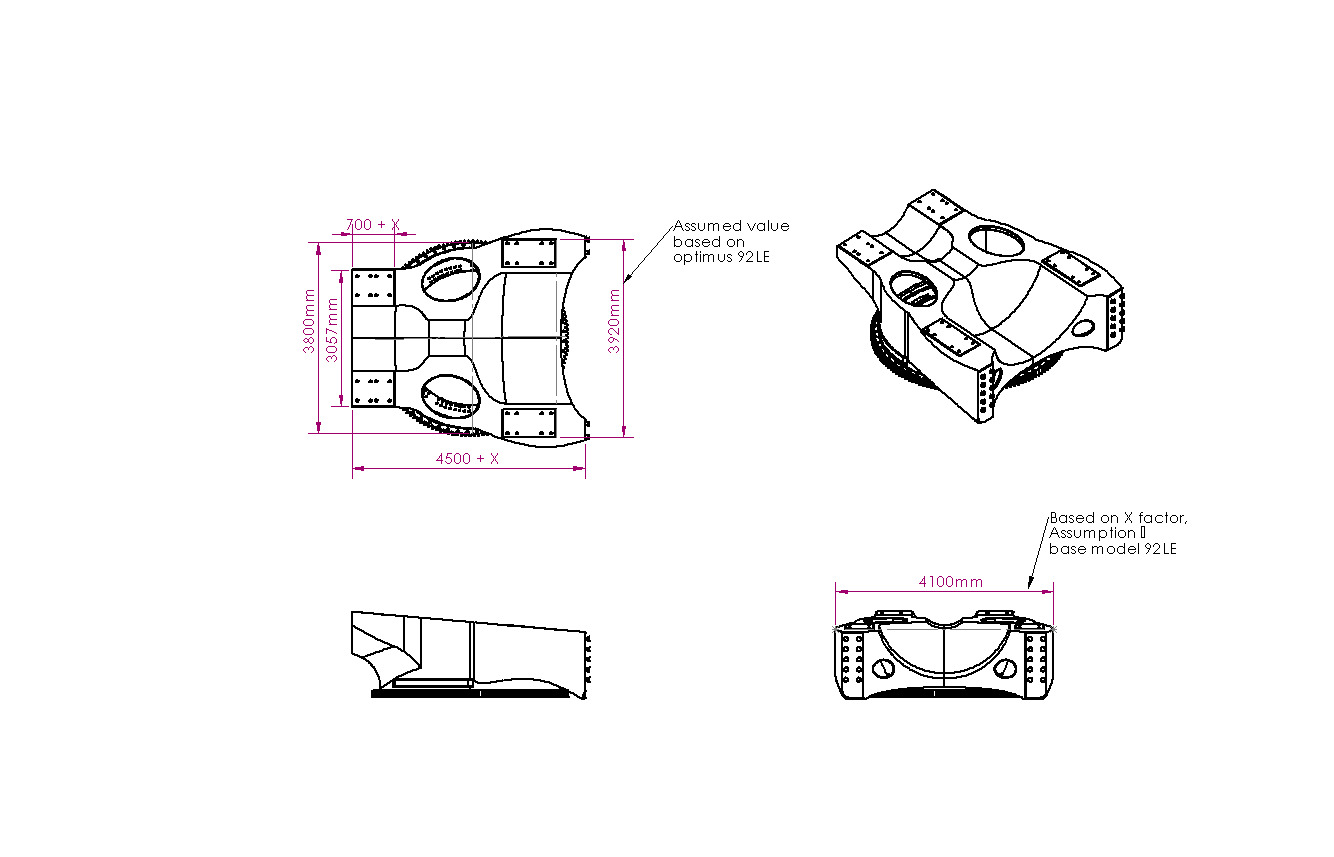 700 + X
Assumed value
based on
optimus 92LE
3800mm
3057mm
3920mm
4500 + X
Based on X factor,
Assumption ▯
base model 92LE
4100mm